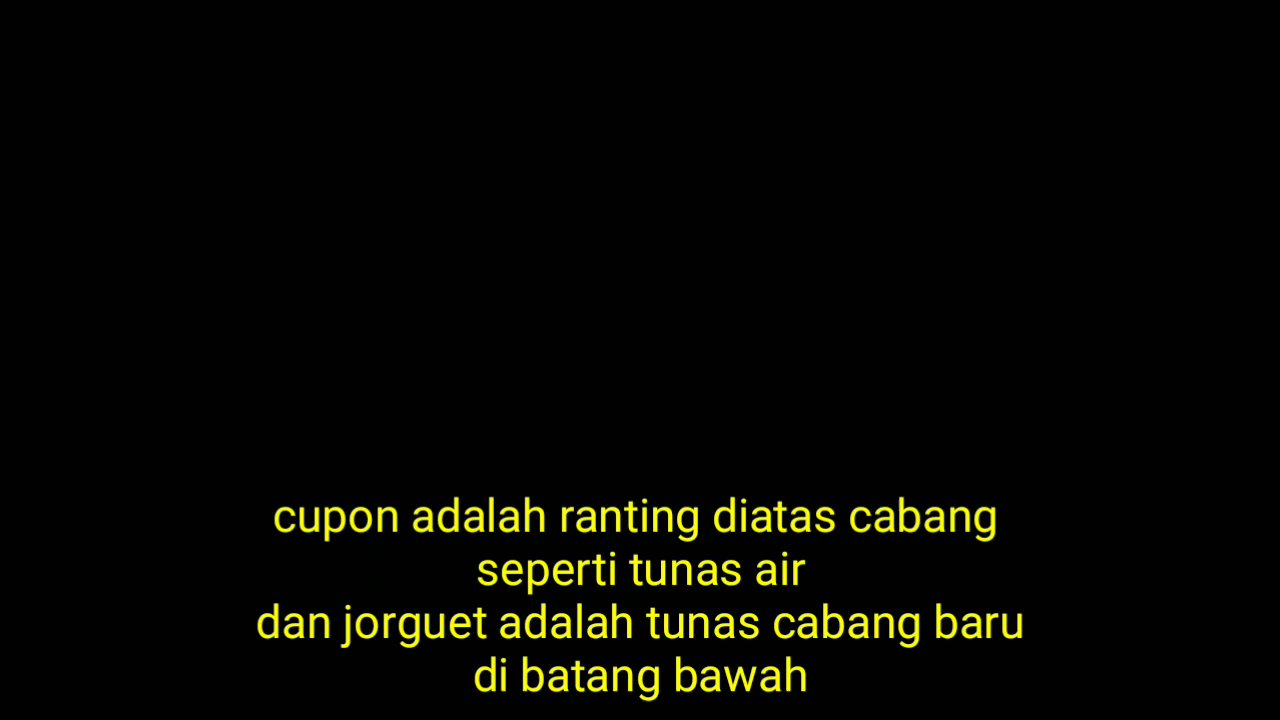 cupon adalah ranting diatas cabang
seperti tunas air
dan jorguet adalah tunas cabang baru
di batang bawah